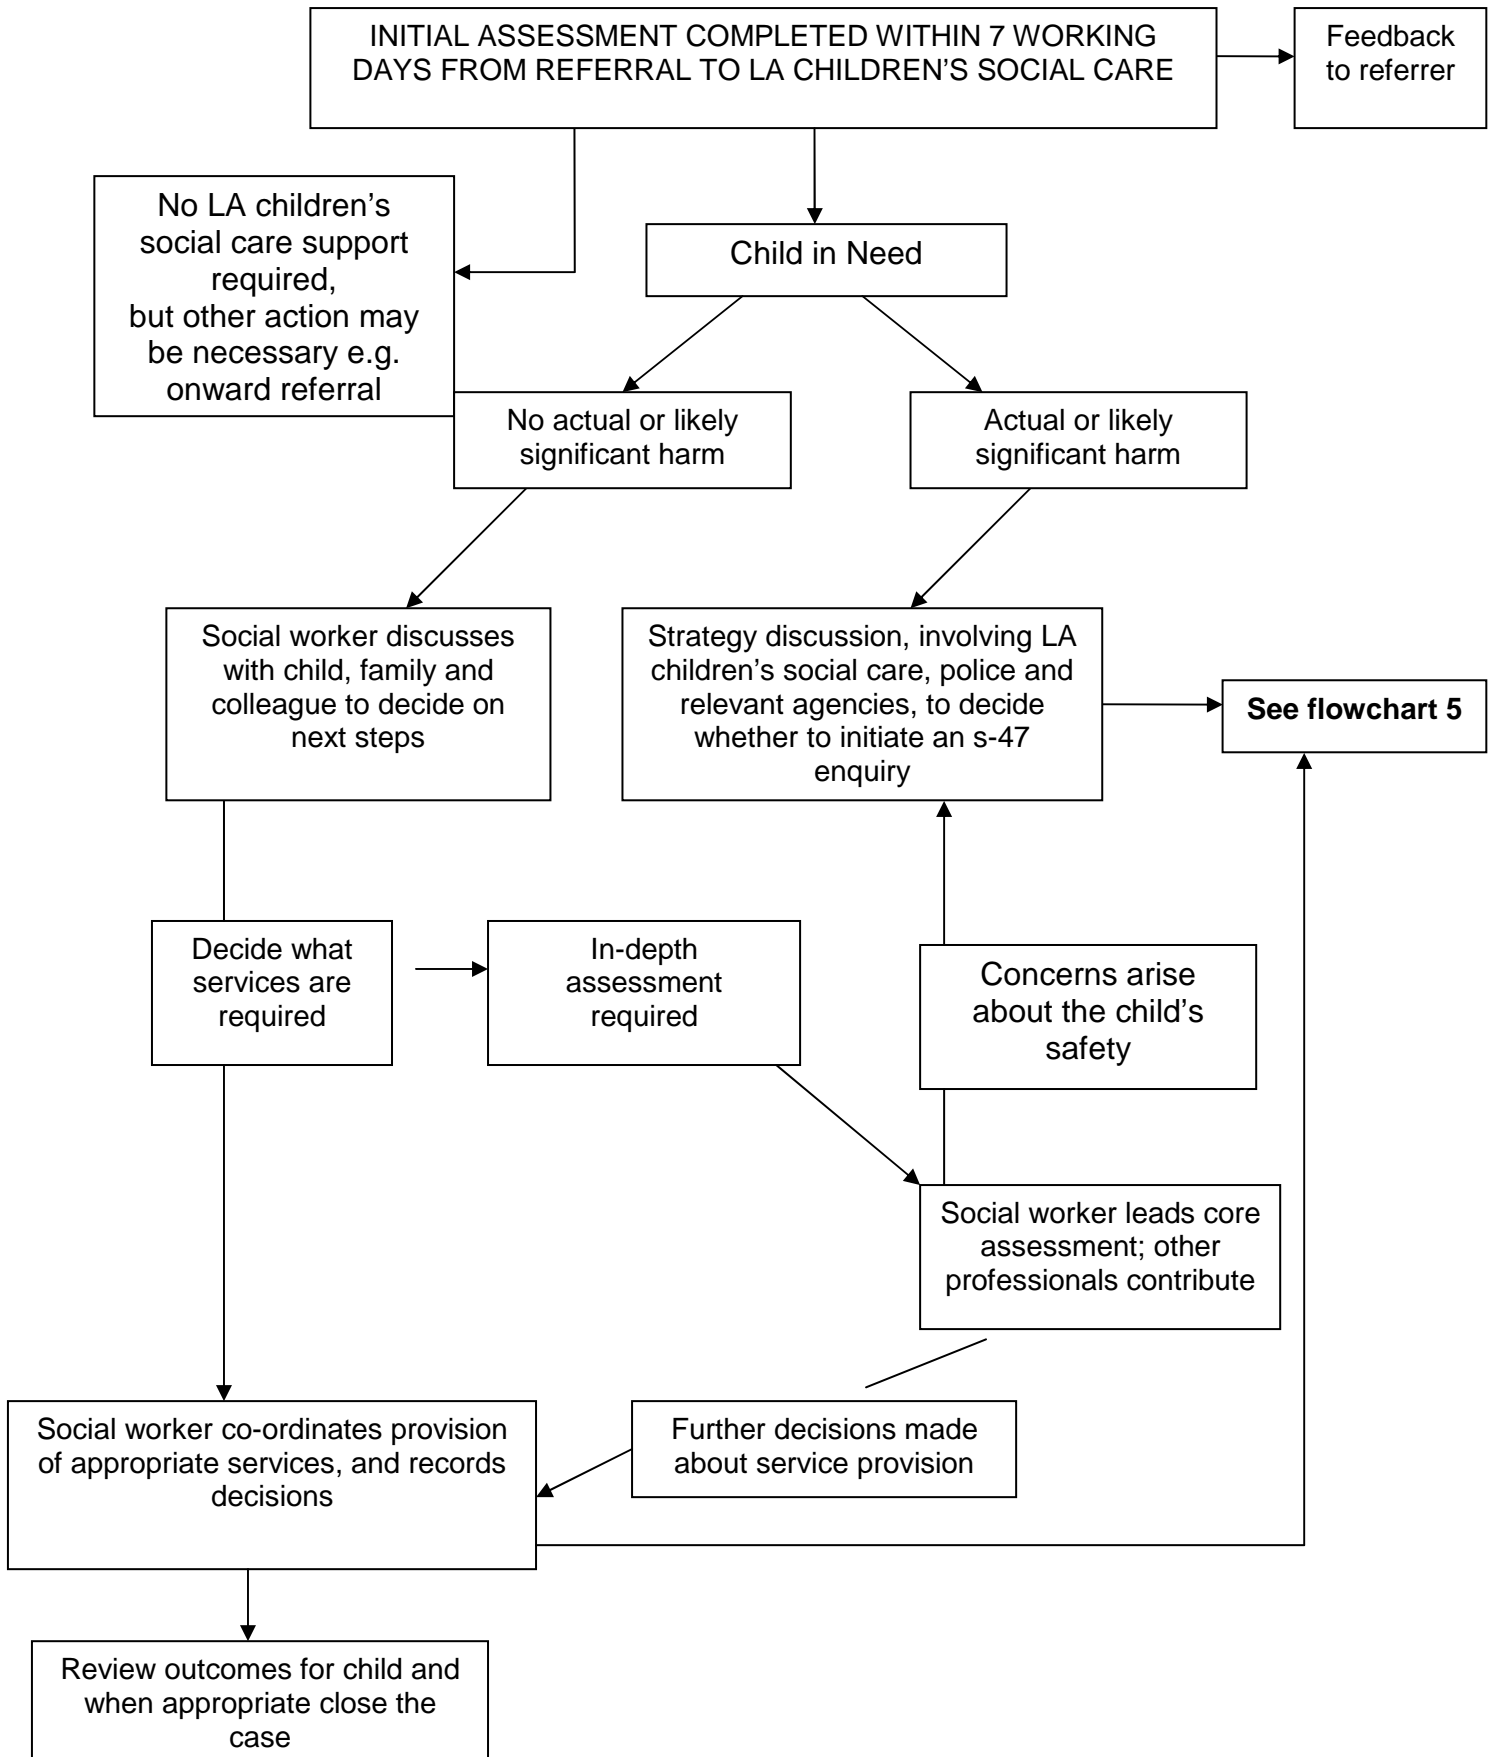 INITIAL ASSESSMENT COMPLETED WITHIN 7 WORKING
DAYS FROM REFERRAL TO LA CHILDREN’S SOCIAL CARE
Feedback
to referrer
No LA children’s
social care support
required,
but other action may
be necessary e.g.
onward referral
Child in Need
No actual or likely
significant harm
Actual or likely
significant harm
Social worker discusses
with child, family and
colleague to decide on
next steps
Strategy discussion, involving LA
children’s social care, police and
relevant agencies, to decide
whether to initiate an s-47
enquiry
See flowchart 5
Decide what
services are
required
In-depth
assessment
required
Concerns arise
about the child’s
safety
Social worker leads core
assessment; other
professionals contribute
Social worker co-ordinates provision
of appropriate services, and records
decisions
Further decisions made
about service provision
Review outcomes for child and
when appropriate close the
case